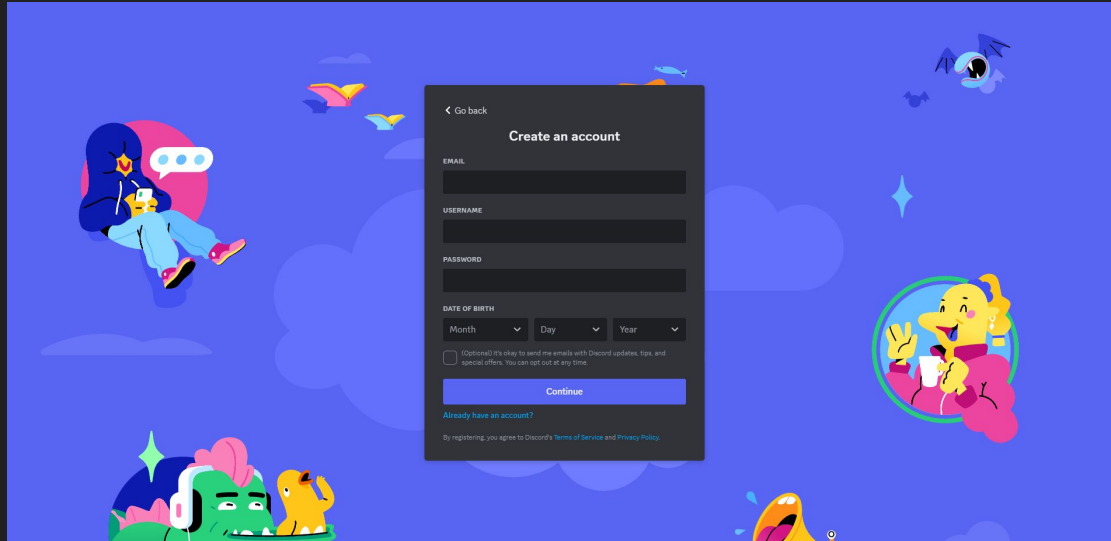 Go back
Create an account
EMAIL
USERNAME
PASSWORD
DATE OF BIRTH
Month Day Year
(Optional) It's okay to send me emails with Discord updates, tips, and
special offers. You can opt out at any time.
Continue
Already have an account?
By registering, you agree to Discord's Terms of Service and Privacy Policy.